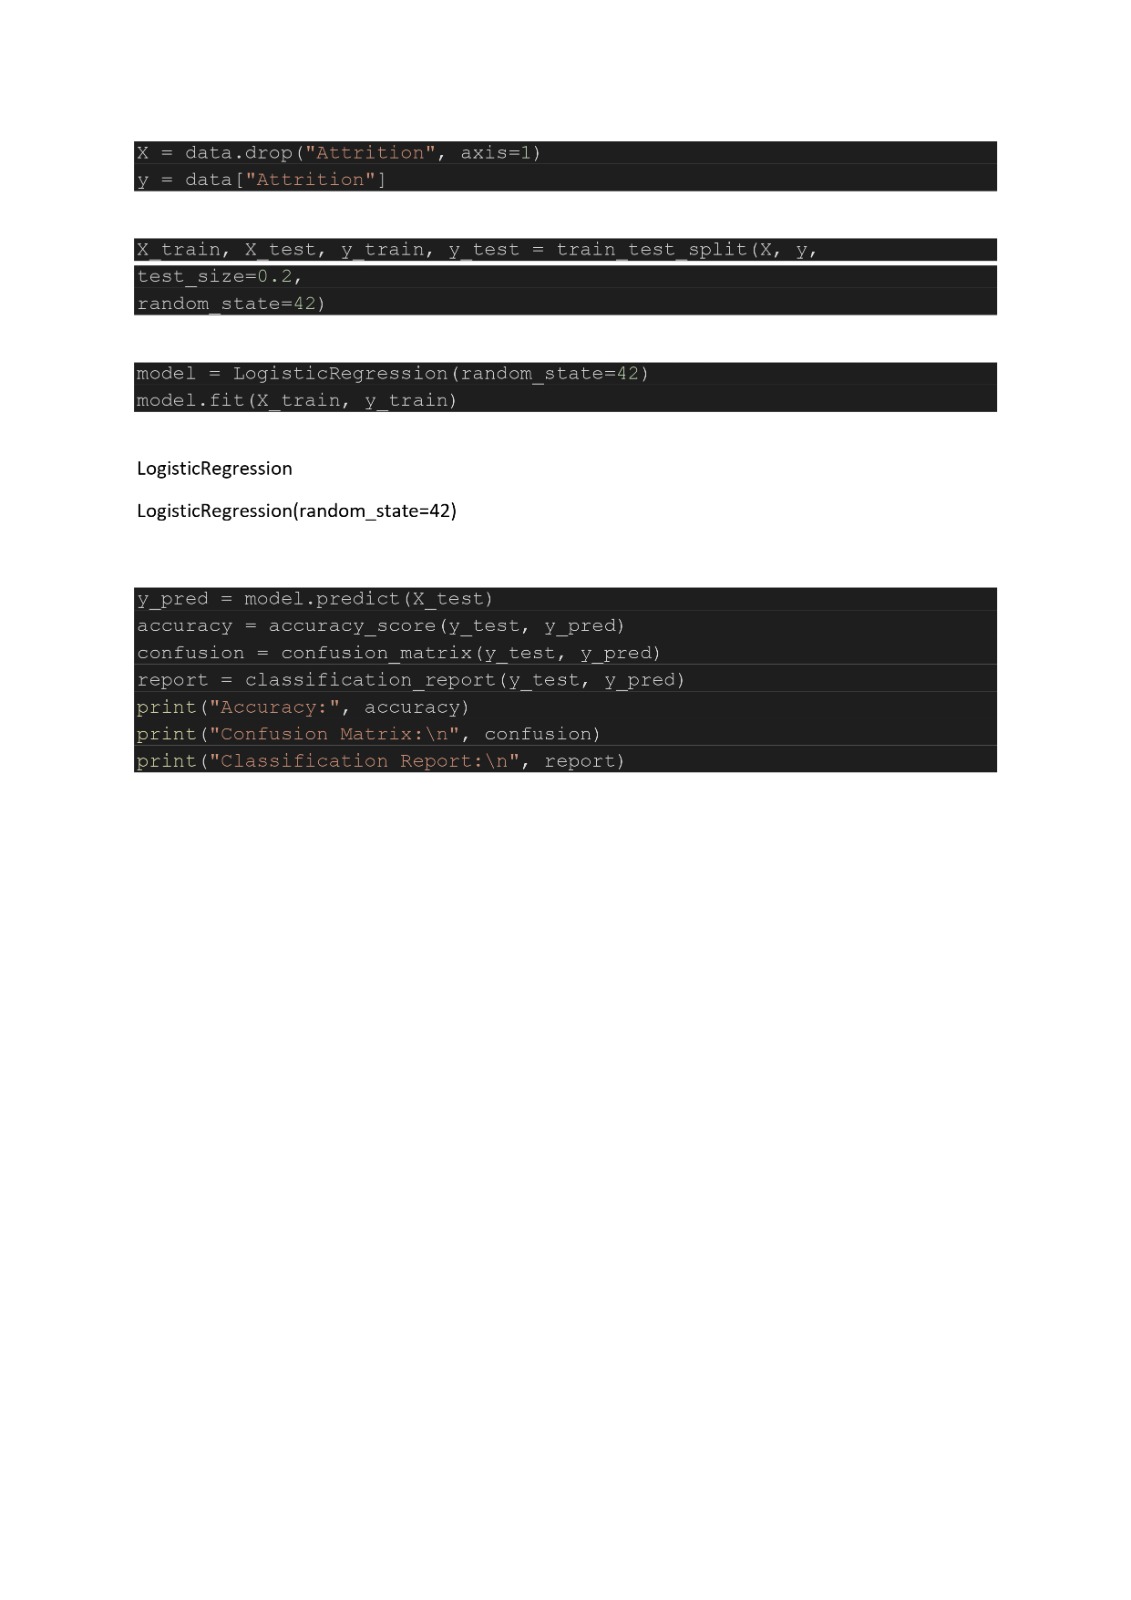 X = data.drop("Attrition", axis=1)
y = data["Attrition"]
X_train, X_test, y_train, y_test = train_test_split(X, y,
test_size=0.2,
random_state=42)
model = LogisticRegression(random_state=42)
model.fit(X_train, y_train)
LogisticRegression
LogisticRegression(random_state=42)
y_pred = model.predict(X_test)
accuracy = accuracy_score(y_test, y_pred)
confusion = confusion_matrix(y_test, y_pred)
report = classification_report(y_test, y_pred)
print("Accuracy:", accuracy)
print("Confusion Matrix:\n", confusion)
print("Classification Report:\n", report)